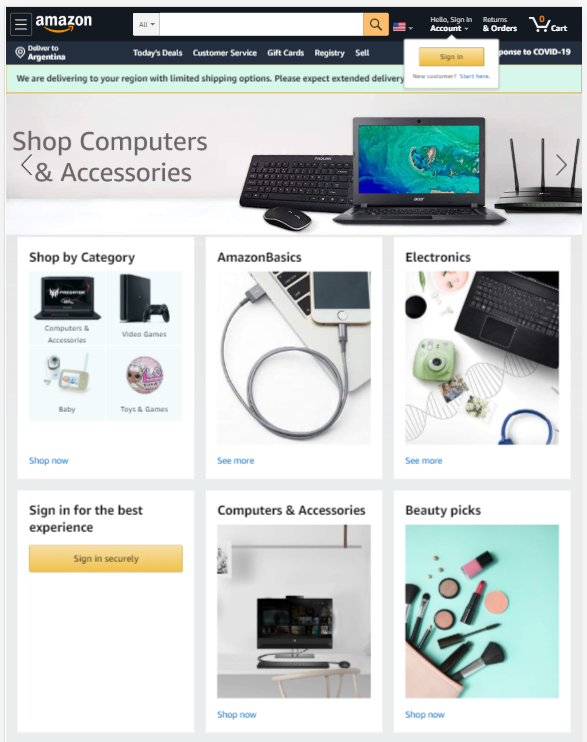 amazon
All
Hello, Sign In
Account
Returns
& Orders
0
Cart
Deliver to
Argentina
Today's Deals
Customer Service
Gift Cards
Registry
Sell
ponse to COVID-19
Sign in
New customer? Start here.
We are delivering to your region with limited shipping options. Please expect extended delivery
Shop Computers
& Accessories
acer
Shop by Category
PREDATOR
Computers &
Accessories
Video Games
Baby
Toys & Games
Shop now
AmazonBasics
See more
Electronics
See more
Sign in for the best
experience
Sign in securely
Computers & Accessories
Shop now
Beauty picks
Shop now